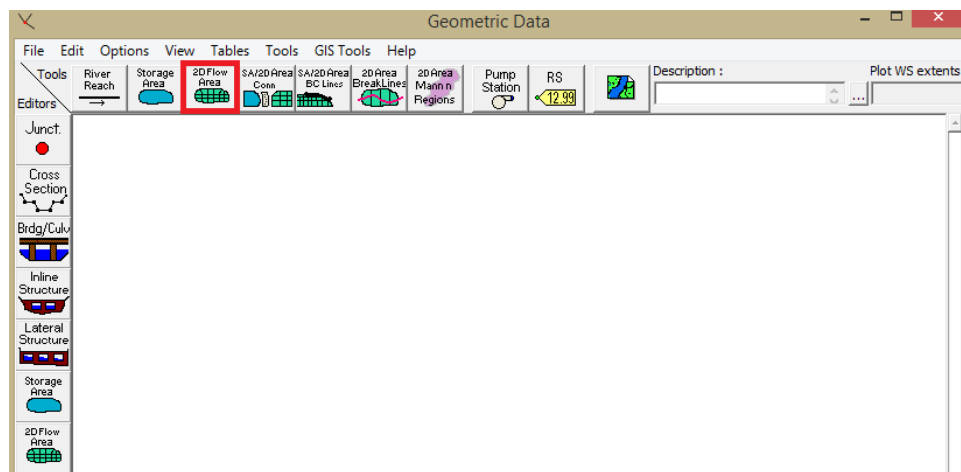 Geometric Data
File Edit Options View Tables Tools GIS Tools Help
Tools
Editors
River
Reach
Storage
Area
2D Flow
Area
SA/2D Area
Conn
SA/2D Area
BC Lines
2D Area
BreakLines
2D Area
Mann n
Regions
Pump
Station
RS
12.99
Description :
...
Plot WS extents
Junct.
Cross
Section
Brdg/Culv
Inline
Structure
Lateral
Structure
Storage
Area
2D Flow
Area